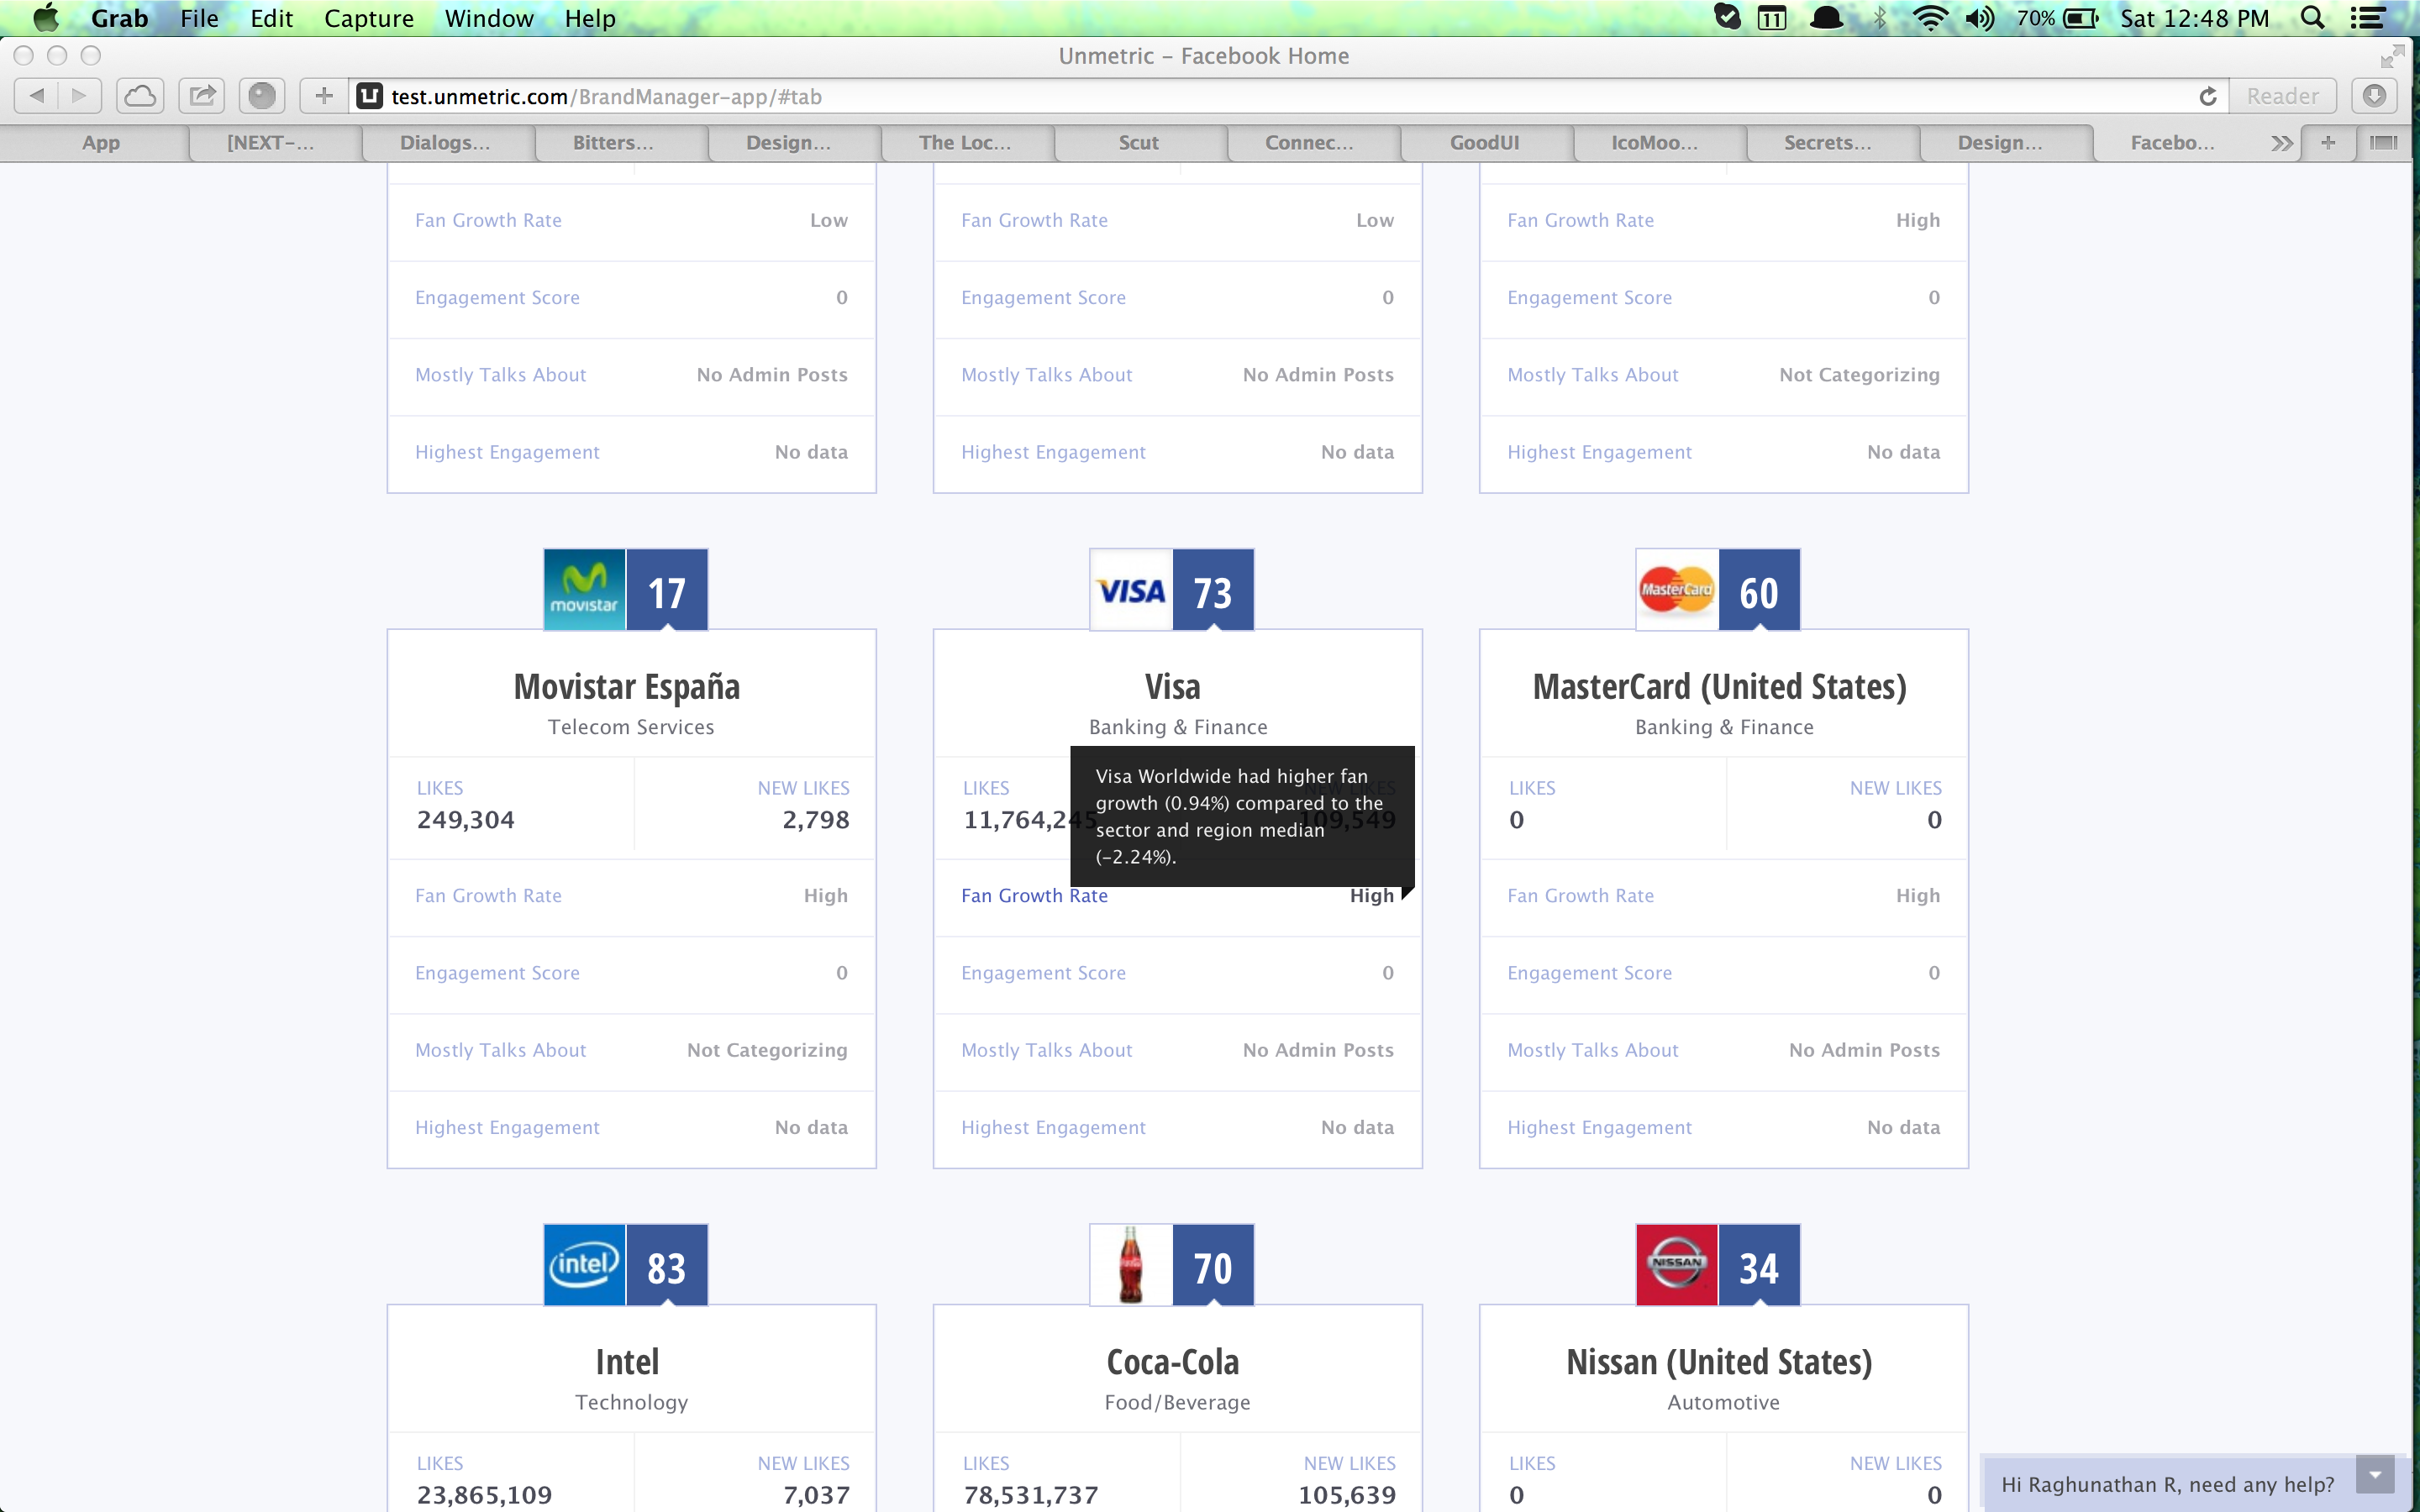 Grab File Edit Capture Window Help 11 70% Sat 12:48 PM
Unmetric – Facebook Home
test.unmetric.com/BrandManager-app/#tab Reader
App [NEXT-... Dialogs... Bitters... Design... The Loc... Scut Connec... GoodUI IcoMoo... Secrets... Design... Facebo...
Fan Growth Rate Low
Engagement Score 0
Mostly Talks About No Admin Posts
Highest Engagement No data
Fan Growth Rate Low
Engagement Score 0
Mostly Talks About No Admin Posts
Highest Engagement No data
Fan Growth Rate High
Engagement Score 0
Mostly Talks About Not Categorizing
Highest Engagement No data
movistar 17
Movistar España
Telecom Services
LIKES NEW LIKES
249,304 2,798
Fan Growth Rate High
Engagement Score 0
Mostly Talks About Not Categorizing
Highest Engagement No data
VISA 73
Visa
Banking & Finance
LIKES NEW LIKES
11,764,245 109,549
Visa Worldwide had higher fan
growth (0.94%) compared to the
sector and region median
(-2.24%).
Fan Growth Rate High
Engagement Score 0
Mostly Talks About No Admin Posts
Highest Engagement No data
MasterCard 60
MasterCard (United States)
Banking & Finance
LIKES NEW LIKES
0 0
Fan Growth Rate High
Engagement Score 0
Mostly Talks About No Admin Posts
Highest Engagement No data
intel 83
Intel
Technology
LIKES NEW LIKES
23,865,109 7,037
70
Coca-Cola
Food/Beverage
LIKES NEW LIKES
78,531,737 105,639
NISSAN 34
Nissan (United States)
Automotive
LIKES NEW LIKES
0 0
Hi Raghunathan R, need any help?